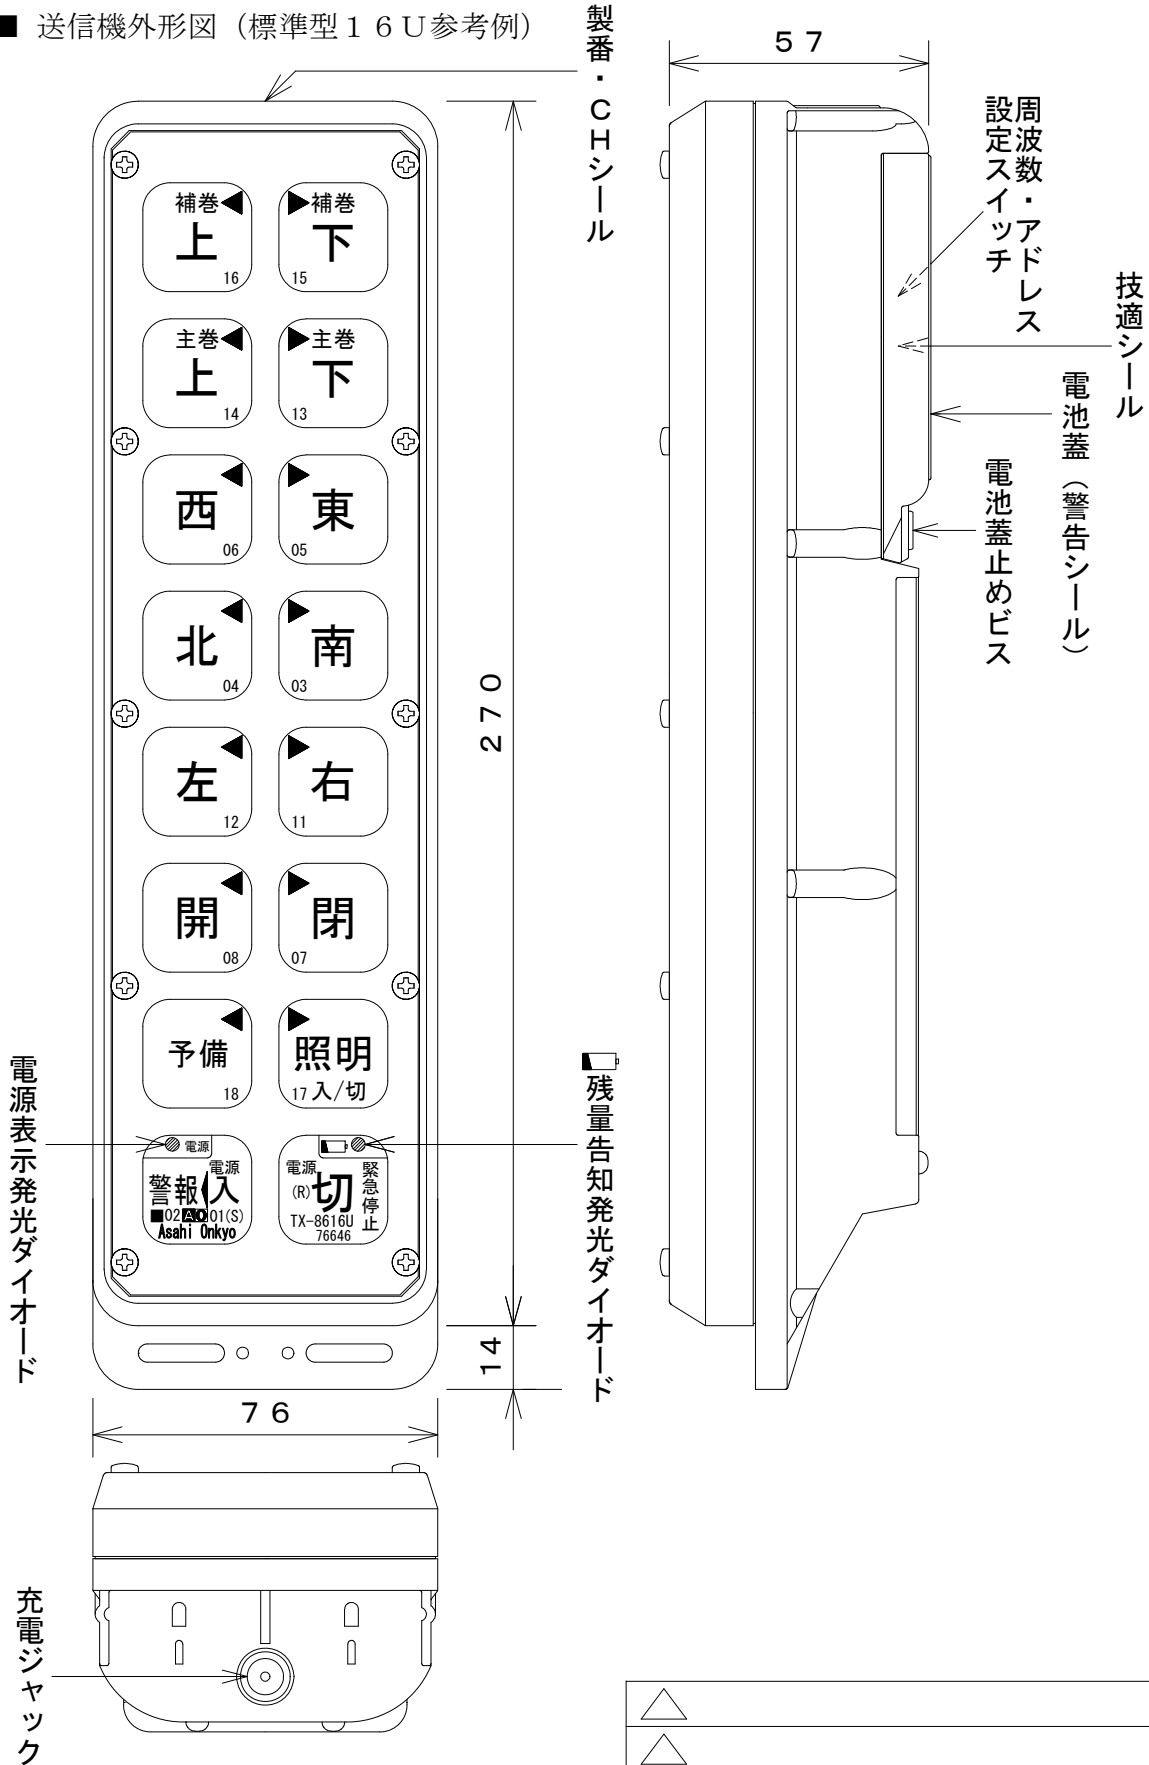 ■ 送信機外形図（標準型１６Ｕ参考例）
製番・ＣＨシール
５７
周波数・アドレス
設定スイッチ
技適シール
電池蓋（警告シール）
電池蓋止めビス
補巻
上
16
補巻
下
15
主巻
上
14
主巻
下
13
西
06
東
05
北
04
南
03
２７０
左
12
右
11
開
08
閉
07
予備
18
照明
17 入/切
電源表示発光ダイオード
残量告知発光ダイオード
電源
電源
警報 入
■02 01(S)
Asahi Onkyo
電源
(R) 切
緊急停止
TX-8616U
76646
１４
７６
充電ジャック